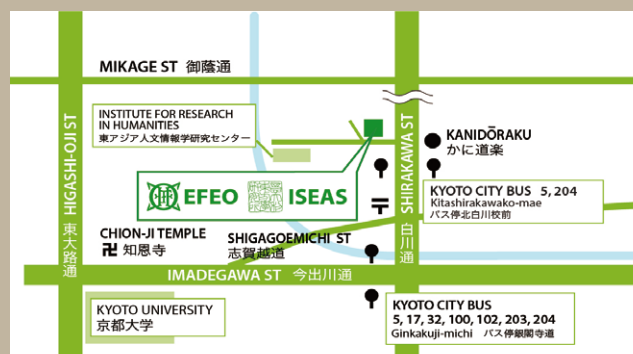 MIKAGE ST 御蔭通
HIGASHI-OJI ST 東大路通
INSTITUTE FOR RESEARCH
IN HUMANITIES
東アジア人文情報学研究センター
SHIRAKAWA ST 白川通
KANIDŌRAKU
かに道楽
EFEO ISEAS
KYOTO CITY BUS 5, 204
Kitashirakawako-mae
バス停北白川校前
〒
CHION-JI TEMPLE
卍 知恩寺
SHIGAGOEMICHI ST
志賀越道
IMADEGAWA ST 今出川通
KYOTO UNIVERSITY
京都大学
KYOTO CITY BUS
5, 17, 32, 100, 102, 203, 204
Ginkakuji-michi バス停銀閣寺道